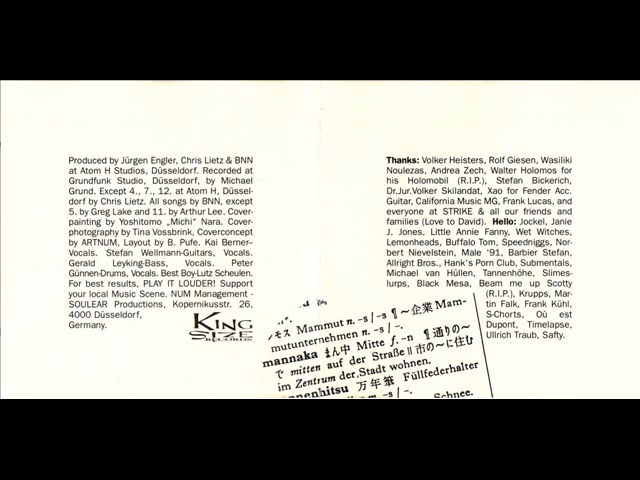 Produced by Jürgen Engler, Chris Lietz & BNN
at Atom H Studios, Düsseldorf. Recorded at
Grundfunk Studio, Düsseldorf, by Michael
Grund. Except 4., 7., 12. at Atom H, Düssel-
dorf by Chris Lietz. All songs by BNN, except
5. by Greg Lake and 11. by Arthur Lee. Cover-
painting by Yoshitomo „Michi" Nara. Cover-
photography by Tina Vossbrink, Coverconcept
by ARTNUM, Layout by B. Pufe. Kai Berner–
Vocals. Stefan Wellmann-Guitars, Vocals.
Gerald Leyking-Bass, Vocals. Peter
Günnen-Drums, Vocals. Best Boy-Lutz Scheulen.
For best results, PLAY IT LOUDER! Support
your local Music Scene. NUM Management -
SOULEAR Productions, Kopernikusstr. 26,
4000 Düsseldorf,
Germany.
KING
SIZE
RECORDS
Thanks: Volker Heisters, Rolf Giesen, Wasiliki
Noulezas, Andrea Zech, Walter Holomos for
his Holomobil (R.I.P.), Stefan Bickerich,
Dr.Jur.Volker Skilandat, Xao for Fender Acc.
Guitar, California Music MG, Frank Lucas, and
everyone at STRIKE & all our friends and
families (Love to David). Hello: Jockel, Janie
J. Jones, Little Annie Fanny, Wet Witches,
Lemonheads, Buffalo Tom, Speedniggs, Nor-
bert Nievelstein, Male '91, Barbier Stefan,
Allright Bros., Hank's Porn Club, Submentals,
Michael van Hüllen, Tannenhöhe, Slimes-
lurps, Black Mesa, Beam me up Scotty
(R.I.P.), Krupps, Mar-
tin Falk, Frank Kühl,
S-Chorts, Où est
Dupont, Timelapse,
Ullrich Traub, Safty.
モス Mammut n. -s/-s ¶~企業 Mam-
mutunternehmen n. -s/-.
mannaka まん中 Mitte f. -n ¶通りの~
で mitten auf der Straße ‖ 市の~に住む
im Zentrum der Stadt wohnen.
nnenhitsu 万年筆 Füllfederhalter
-s/-.
Schnee.